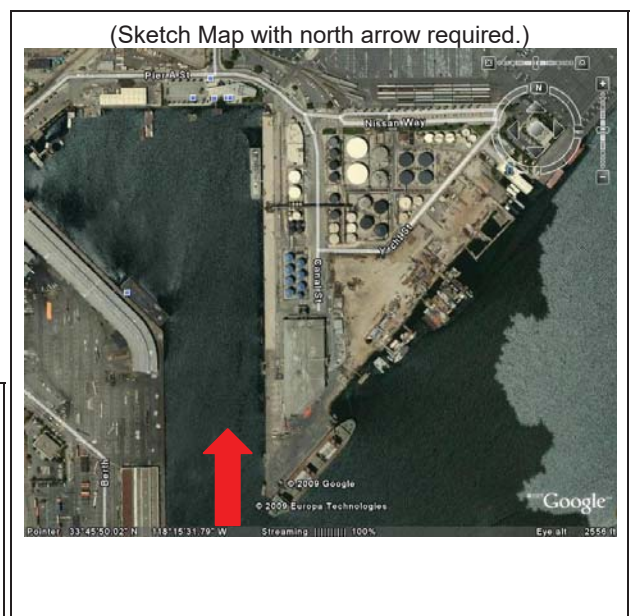 (Sketch Map with north arrow required.)
Pier A St
Nissan Way
N
Yacht St
Canal St
Berth
© 2009 Google
© 2009 Europa Technologies
Google
Pointer 33°45'50.02" N 118°15'31.79" W Streaming |||||||| 100% Eye alt 2556 ft